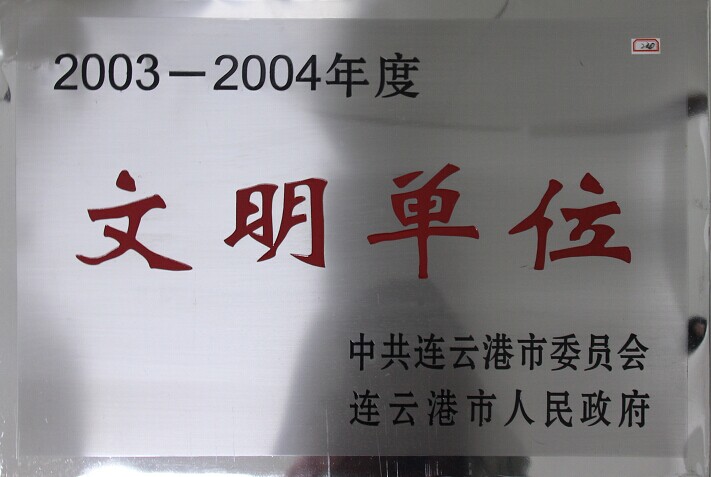 2003－2004年度
文明单位
中共连云港市委员会
连云港市人民政府